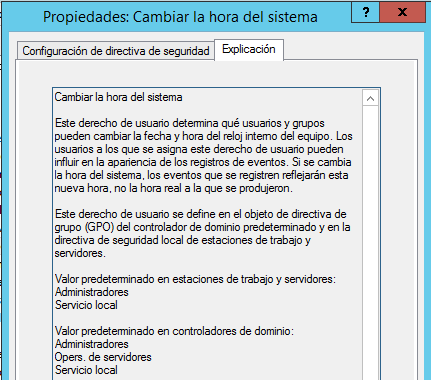 Propiedades: Cambiar la hora del sistema
? x
Configuración de directiva de seguridad Explicación
Cambiar la hora del sistema
Este derecho de usuario determina qué usuarios y grupos
pueden cambiar la fecha y hora del reloj interno del equipo. Los
usuarios a los que se asigna este derecho de usuario pueden
influir en la apariencia de los registros de eventos. Si se cambia
la hora del sistema, los eventos que se registren reflejarán esta
nueva hora, no la hora real a la que se produjeron.
Este derecho de usuario se define en el objeto de directiva de
grupo (GPO) del controlador de dominio predeterminado y en la
directiva de seguridad local de estaciones de trabajo y
servidores.
Valor predeterminado en estaciones de trabajo y servidores:
Administradores
Servicio local
Valor predeterminado en controladores de dominio:
Administradores
Opers. de servidores
Servicio local